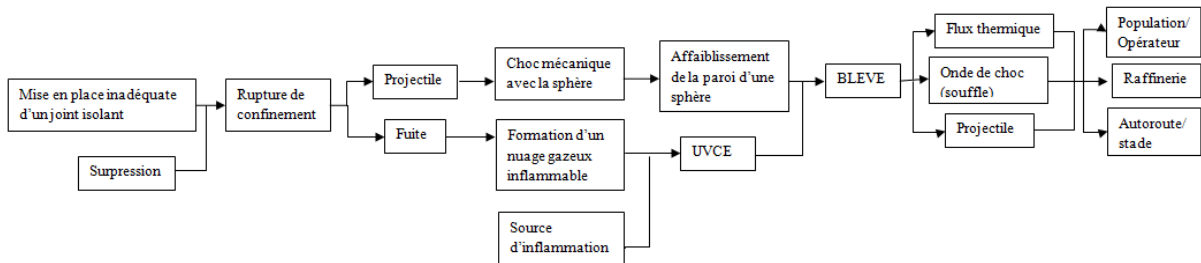 Mise en place inadéquate
d'un joint isolant
Surpression
Rupture de
confinement
Projectile
Fuite
Choc mécanique
avec la sphère
Formation d'un
nuage gazeux
inflammable
Source
d'inflammation
Affaiblissement
de la paroi d'une
sphère
UVCE
BLEVE
Flux thermique
Onde de choc
(souffle)
Projectile
Population/
Opérateur
Raffinerie
Autoroute/
stade